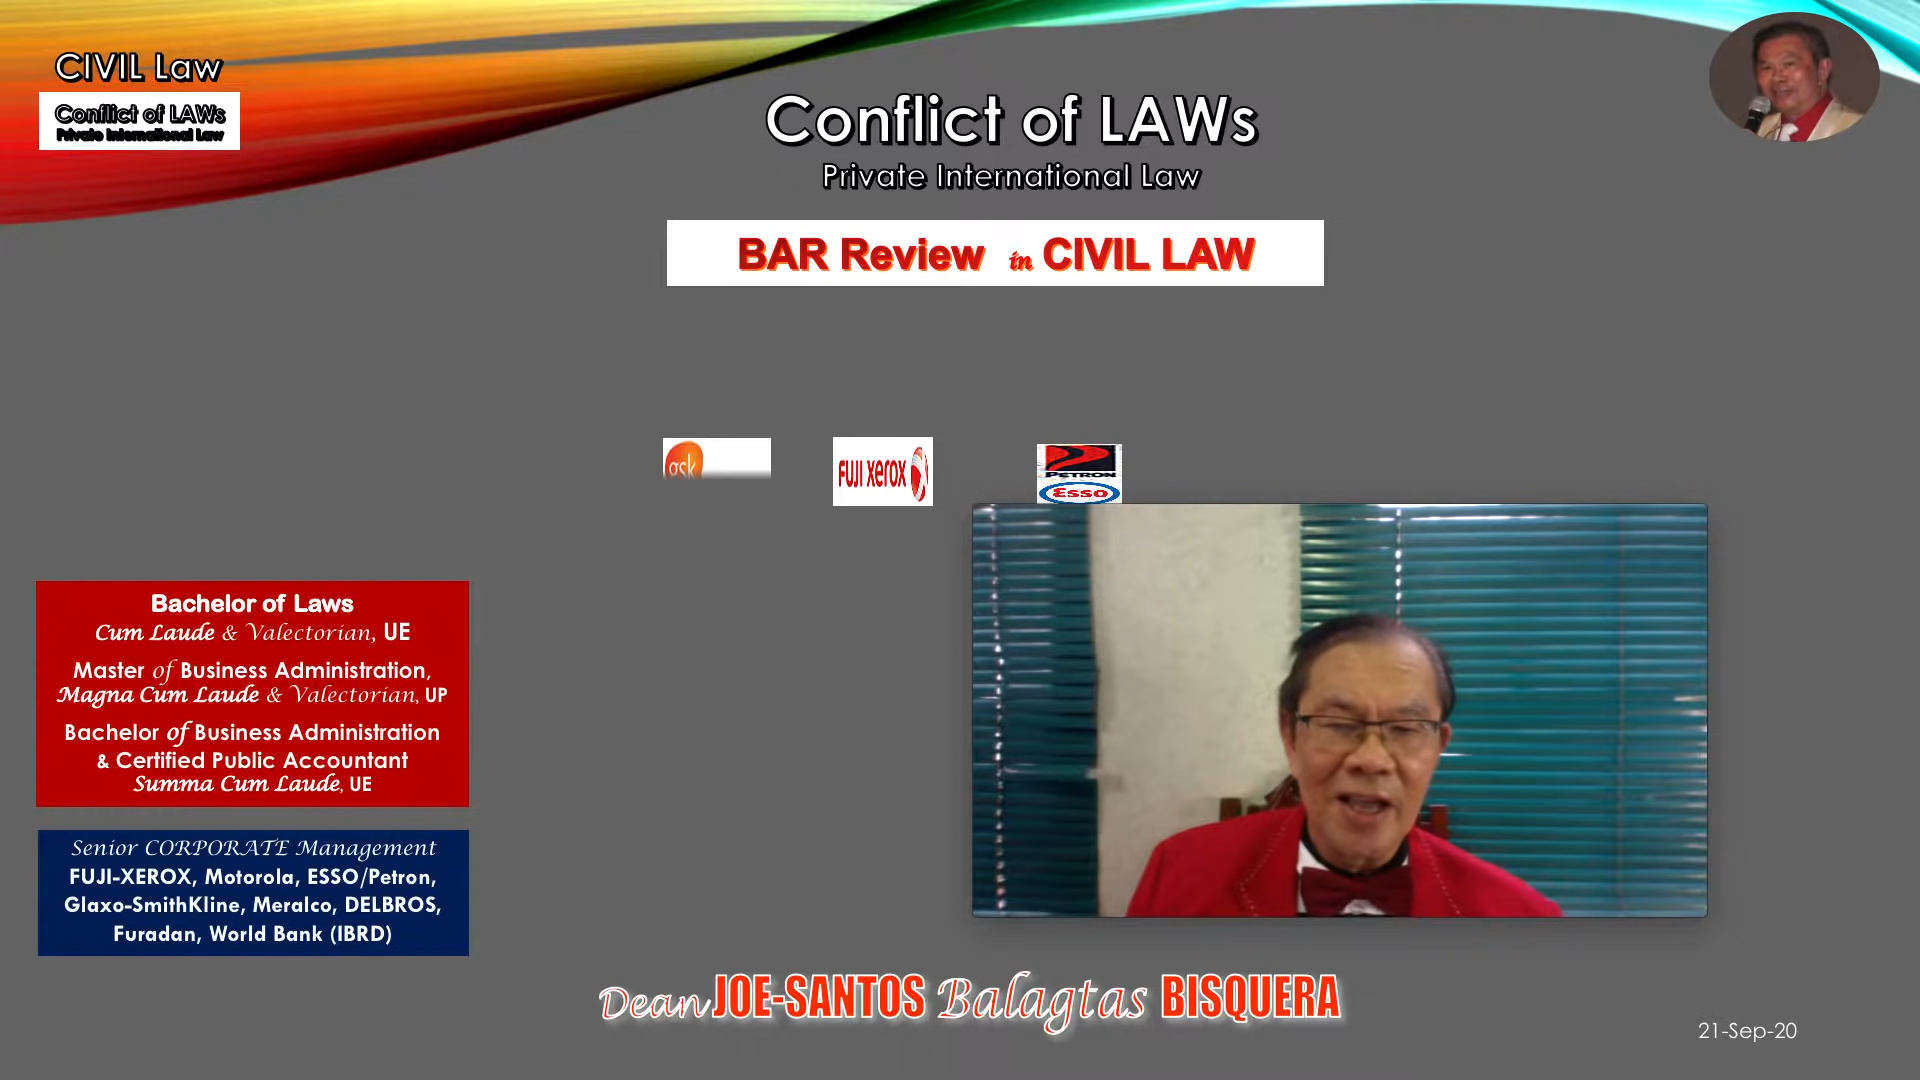 CIVIL Law
Conflict of LAWs
Private International Law
Conflict of LAWs
Private International Law
BAR Review in CIVIL LAW
gsk
FUJI xerox
PETRON
Esso
Bachelor of Laws
Cum Laude & Valectorian, UE
Master of Business Administration,
Magna Cum Laude & Valectorian, UP
Bachelor of Business Administration
& Certified Public Accountant
Summa Cum Laude, UE
Senior CORPORATE Management
FUJI-XEROX, Motorola, ESSO/Petron,
Glaxo-SmithKline, Meralco, DELBROS,
Furadan, World Bank (IBRD)
Dean JOE-SANTOS Balagtas BISQUERA
21-Sep-20